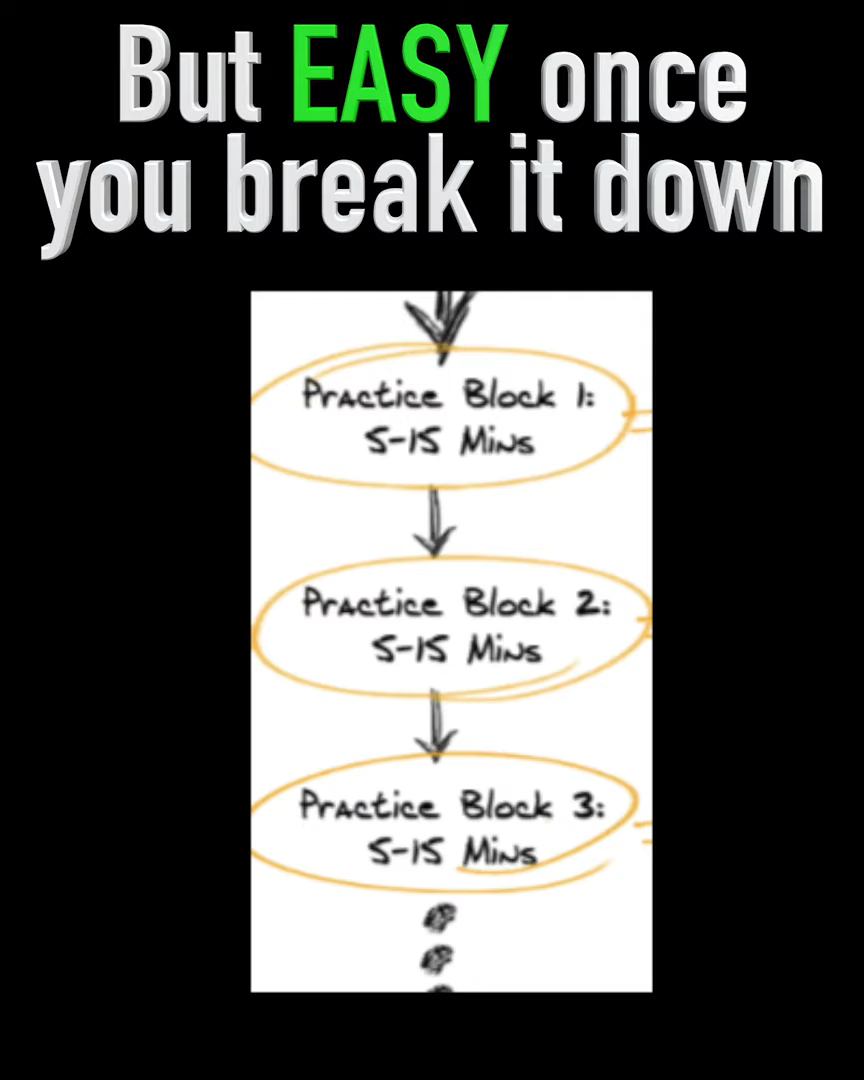 But EASY once
you break it down
Practice Block 1:
5-15 Mins
Practice Block 2:
5-15 Mins
Practice Block 3:
5-15 Mins